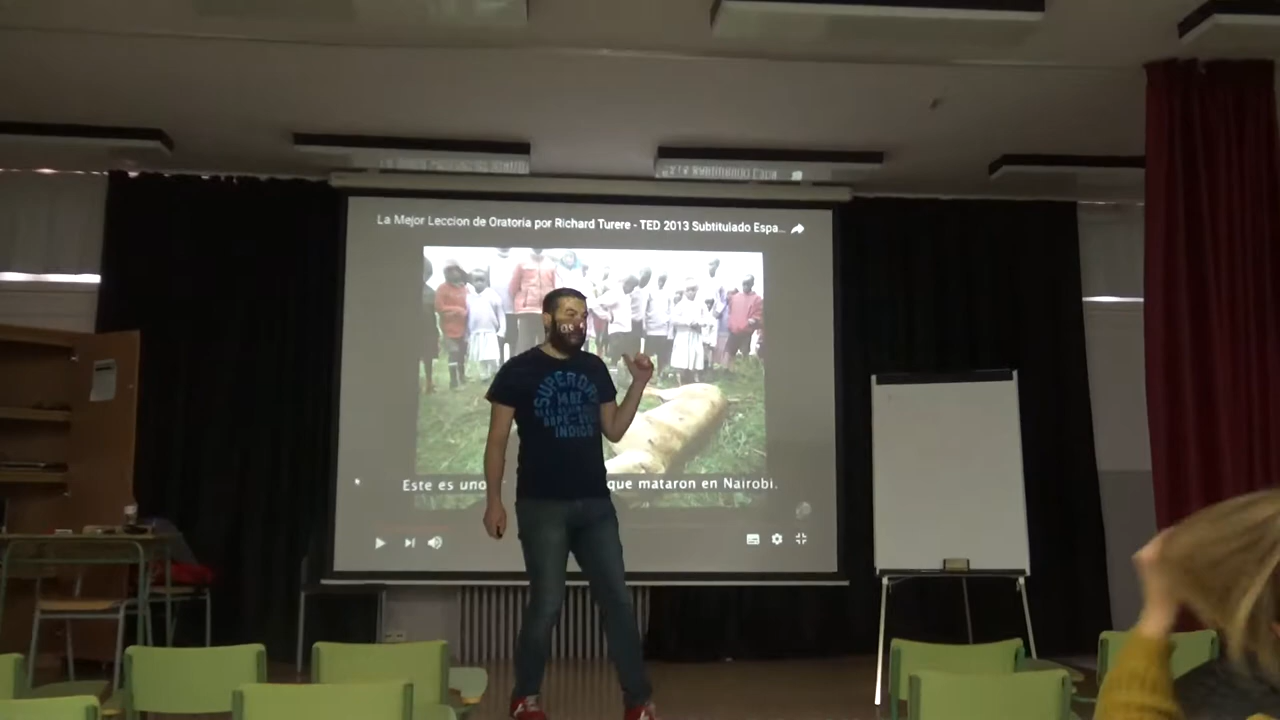 La Mejor Leccion de Oratoria por Richard Turere - TED 2013 Subtitulado Espa...
SUPERDRY
INDIGO
Este es uno que mataron en Nairobi.